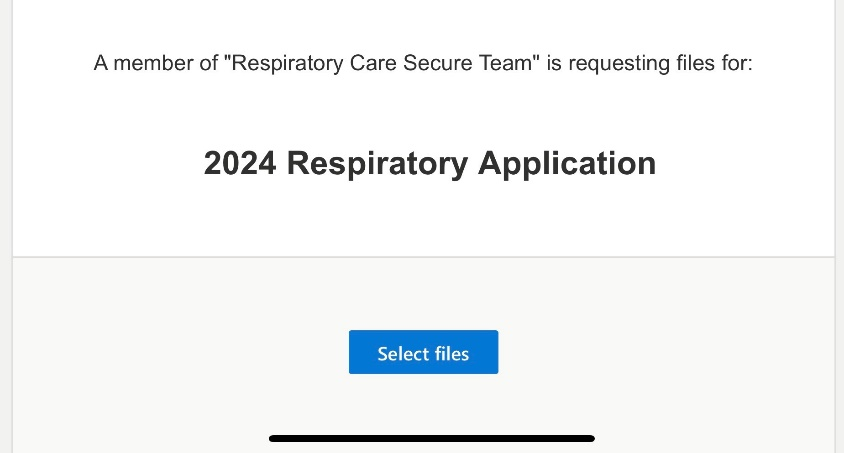 A member of "Respiratory Care Secure Team" is requesting files for:
2024 Respiratory Application
Select files